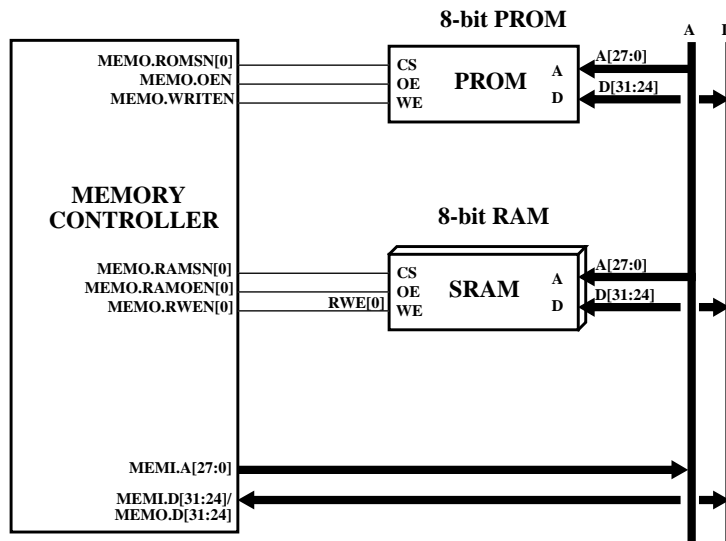 8-bit PROM
A
MEMO.ROMSN[0]
MEMO.OEN
MEMO.WRITEN
CS
OE
WE
PROM
A
D
A[27:0]
D[31:24]
MEMORY
CONTROLLER
8-bit RAM
MEMO.RAMSN[0]
MEMO.RAMOEN[0]
MEMO.RWEN[0]
RWE[0]
CS
OE
WE
SRAM
A
D
A[27:0]
D[31:24]
MEMI.A[27:0]
MEMI.D[31:24]/
MEMO.D[31:24]